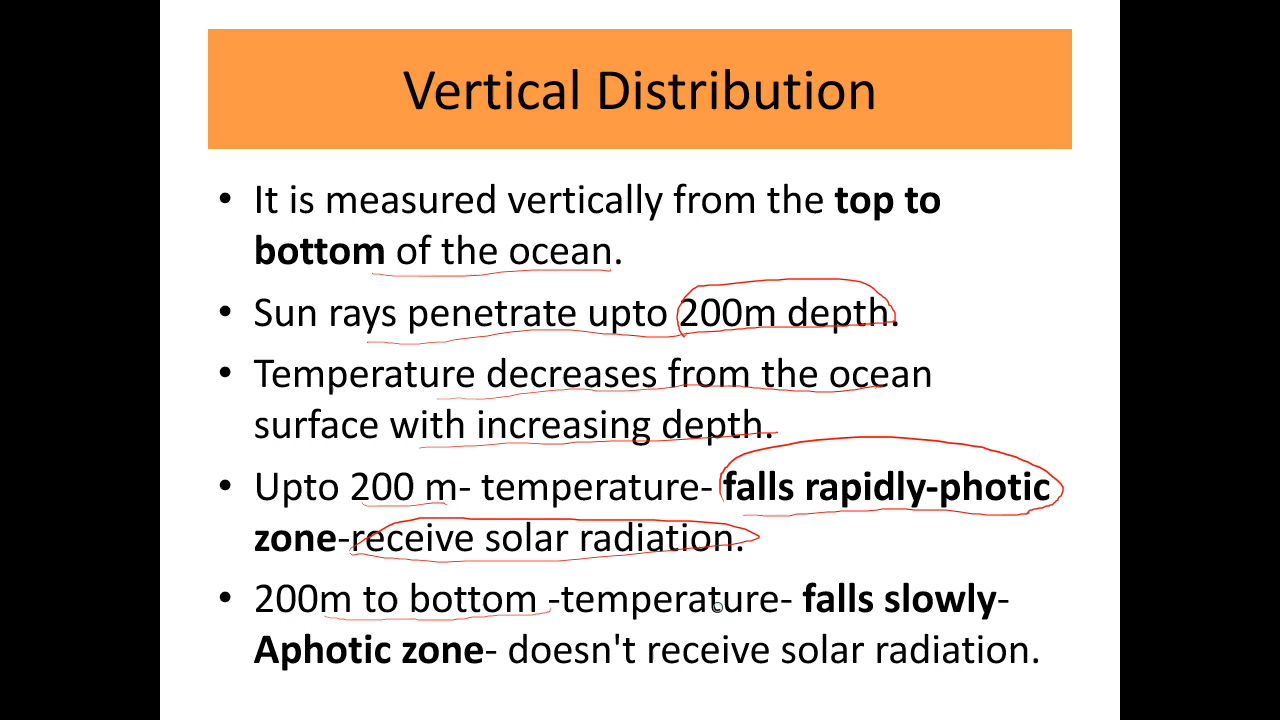 Vertical Distribution
• It is measured vertically from the top to
bottom of the ocean.
• Sun rays penetrate upto 200m depth.
• Temperature decreases from the ocean
surface with increasing depth.
• Upto 200 m- temperature- falls rapidly-photic
zone-receive solar radiation.
• 200m to bottom -temperature- falls slowly-
Aphotic zone- doesn't receive solar radiation.